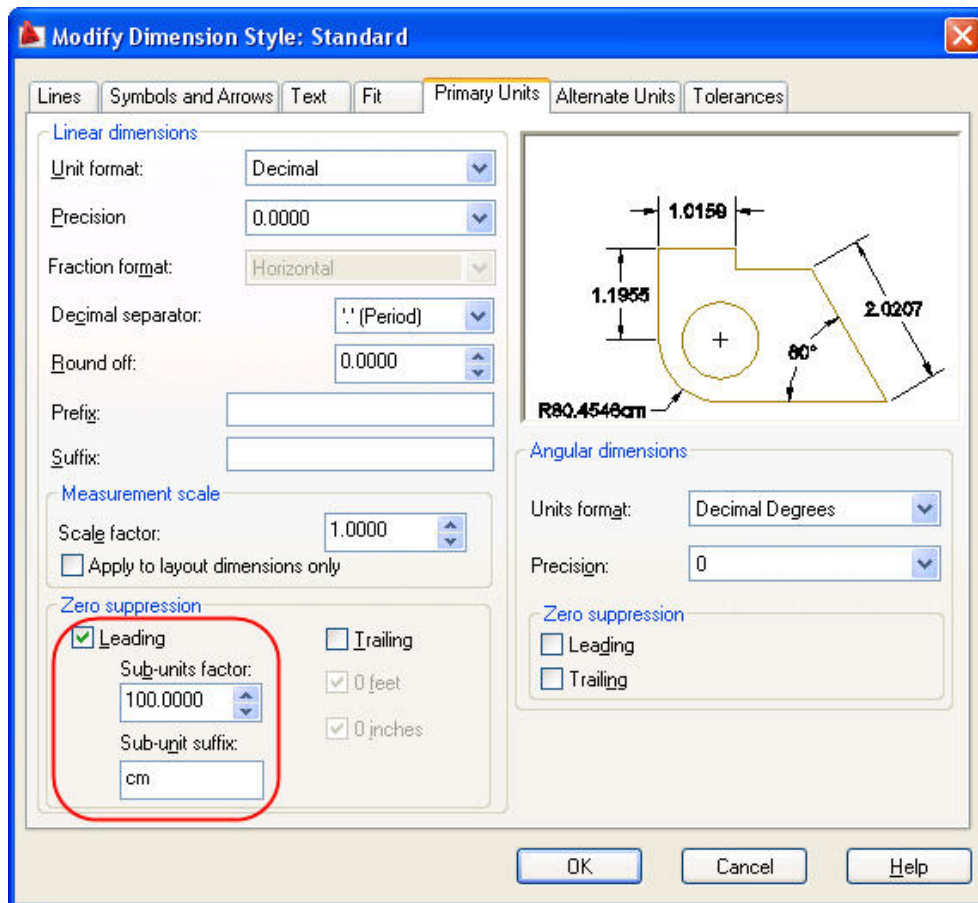 Modify Dimension Style: Standard
Lines
Symbols and Arrows
Text
Fit
Primary Units
Alternate Units
Tolerances
Linear dimensions
Unit format:
Decimal
Precision
0.0000
Fraction format:
Horizontal
Decimal separator:
'.' (Period)
Round off:
0.0000
Prefix:
Suffix:
Measurement scale
Scale factor:
1.0000
Apply to layout dimensions only
Zero suppression
Leading
Sub-units factor:
100.0000
Sub-unit suffix:
cm
Trailing
0 feet
0 inches
1.0159
1.1955
2.0207
60°
R80.4546cm
Angular dimensions
Units format:
Decimal Degrees
Precision:
0
Zero suppression
Leading
Trailing
OK
Cancel
Help